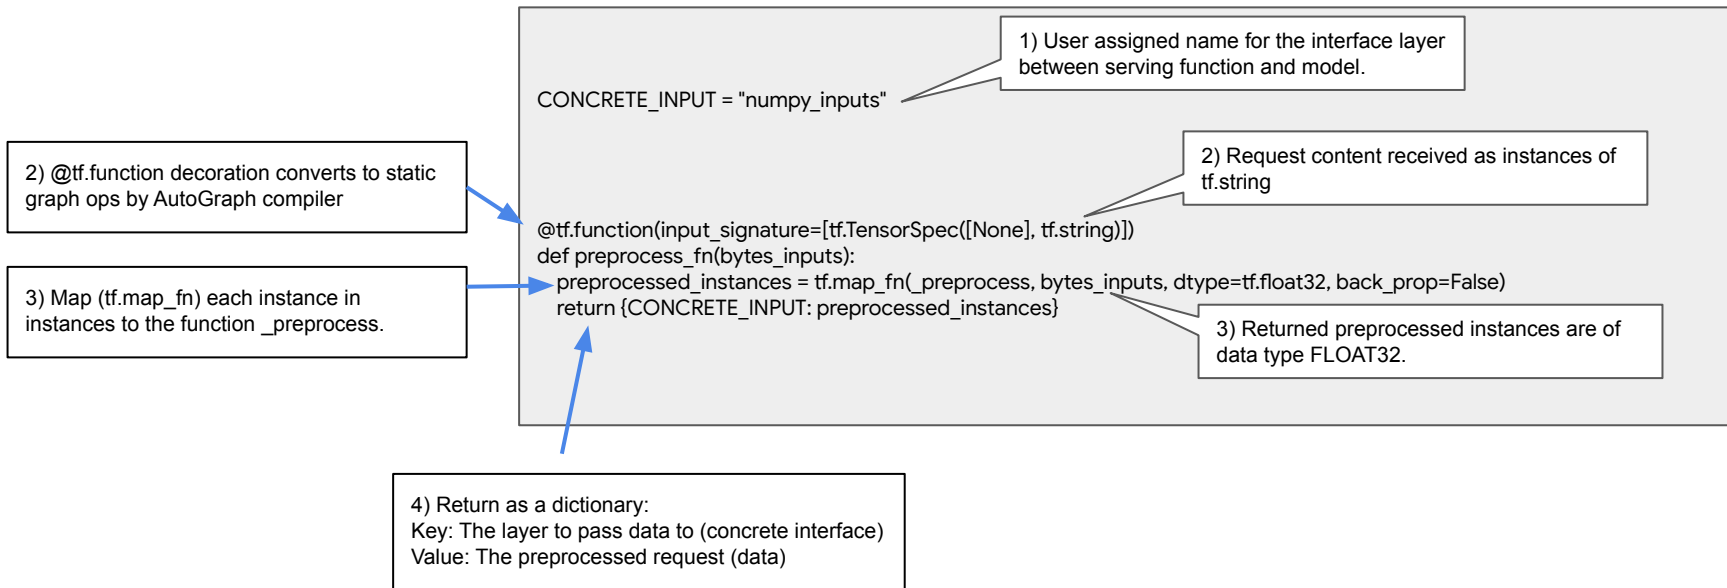 1) User assigned name for the interface layer
between serving function and model.
CONCRETE_INPUT = "numpy_inputs"
2) @tf.function decoration converts to static
graph ops by AutoGraph compiler
2) Request content received as instances of
tf.string
@tf.function(input_signature=[tf.TensorSpec([None], tf.string)])
def preprocess_fn(bytes_inputs):
preprocessed_instances = tf.map_fn(_preprocess, bytes_inputs, dtype=tf.float32, back_prop=False)
return {CONCRETE_INPUT: preprocessed_instances}
3) Map (tf.map_fn) each instance in
instances to the function _preprocess.
3) Returned preprocessed instances are of
data type FLOAT32.
4) Return as a dictionary:
Key: The layer to pass data to (concrete interface)
Value: The preprocessed request (data)